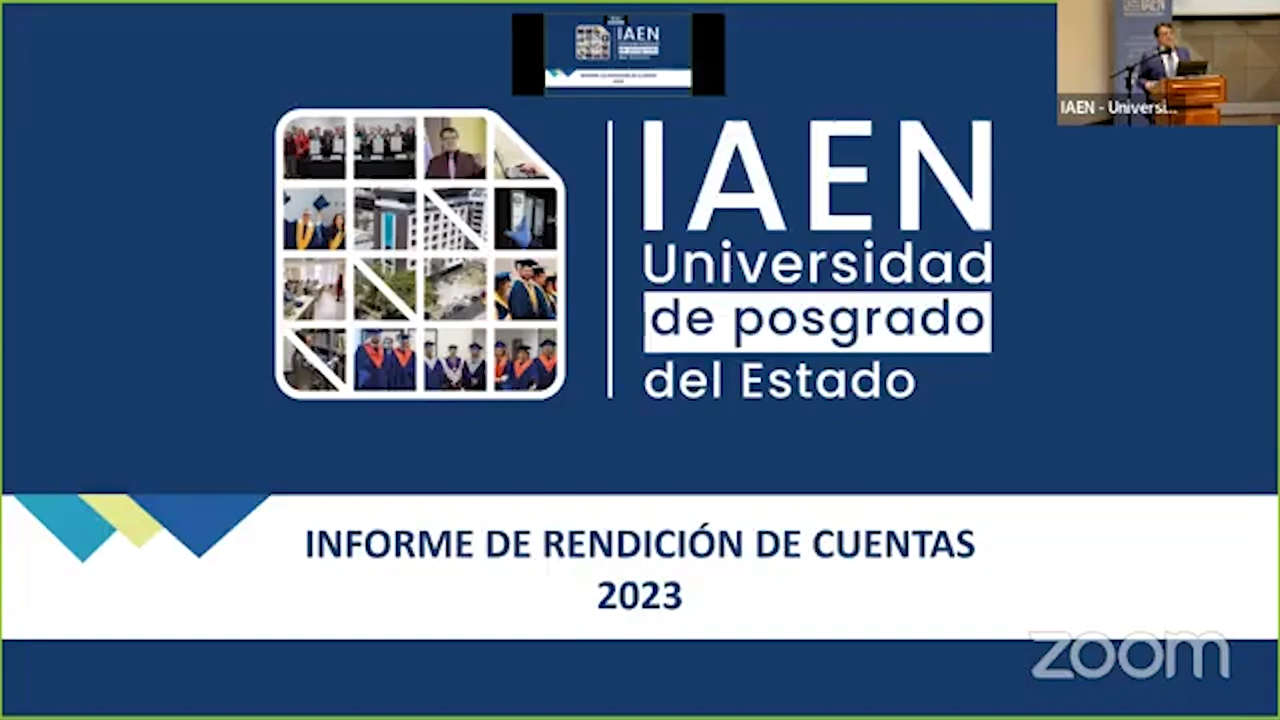 IAEN
Universidad
de posgrado
del Estado
IAEN - Universi...
INFORME DE RENDICIÓN DE CUENTAS
2023
zoom